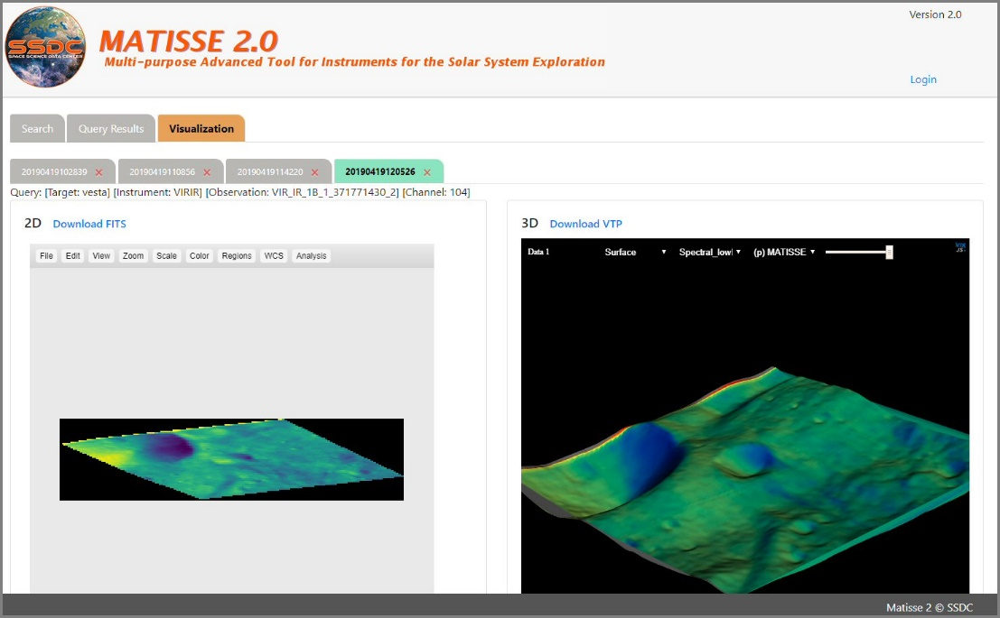 Version 2.0
SSDC
SPACE SCIENCE DATA CENTER
MATISSE 2.0
Multi-purpose Advanced Tool for Instruments for the Solar System Exploration
Login
Search Query Results Visualization
20190419102839 × 20190419110856 × 20190419114220 × 20190419120526 ×
Query: [Target: vesta] [Instrument: VIRIR] [Observation: VIR_IR_1B_1_371771430_2] [Channel: 104]
2D Download FITS
File Edit View Zoom Scale Color Regions WCS Analysis
3D Download VTP
Data 1 Surface Spectral_lowl (p) MATISSE
VTK
JS
Matisse 2 © SSDC